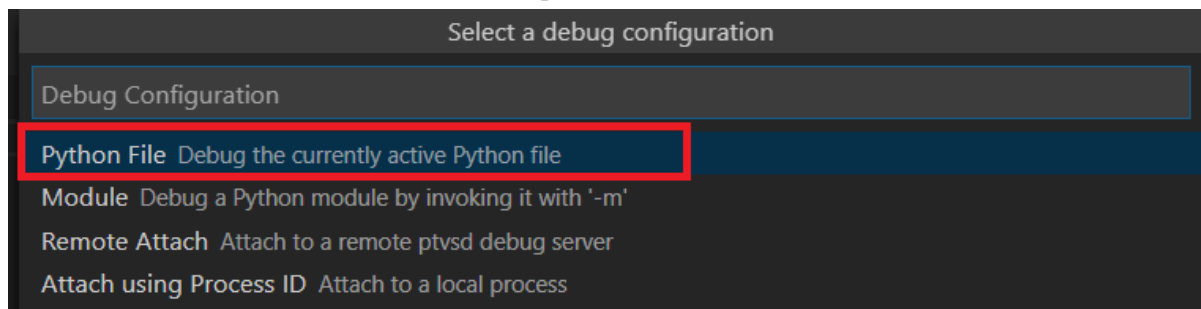 Select a debug configuration
Debug Configuration
Python File Debug the currently active Python file
Module Debug a Python module by invoking it with '-m'
Remote Attach Attach to a remote ptvsd debug server
Attach using Process ID Attach to a local process